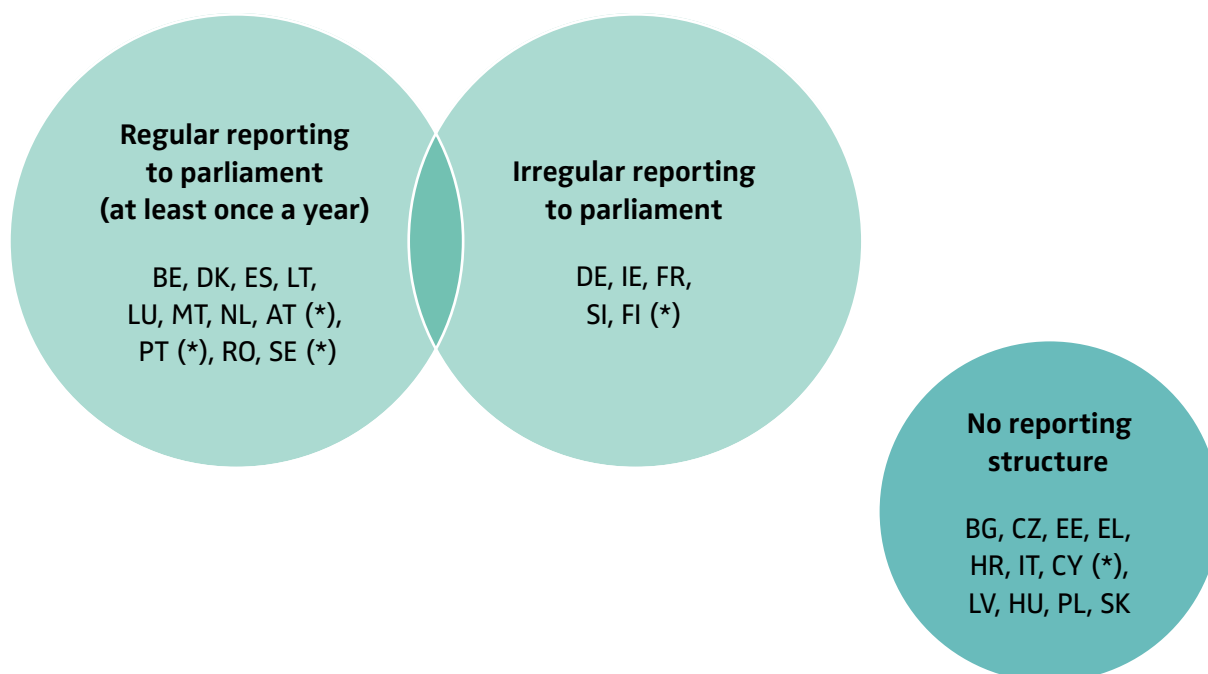 Regular reporting
to parliament
(at least once a year)
BE, DK, ES, LT,
LU, MT, NL, AT (*),
PT (*), RO, SE (*)
Irregular reporting
to parliament
DE, IE, FR,
SI, FI (*)
No reporting
structure
BG, CZ, EE, EL,
HR, IT, CY (*),
LV, HU, PL, SK